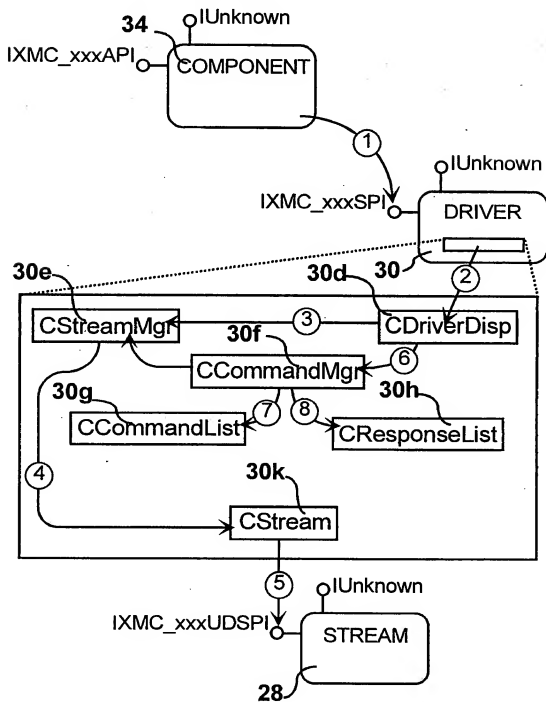 IUnknown
34
IXMC_xxxAPI
COMPONENT
1
IUnknown
IXMC_xxxSPI
DRIVER
30
2
30e
30d
CStreamMgr
3
CDriverDisp
30f
6
CCommandMgr
30g
7
8
30h
CCommandList
CResponseList
4
30k
CStream
5
IUnknown
IXMC_xxxUDSPI
STREAM
28